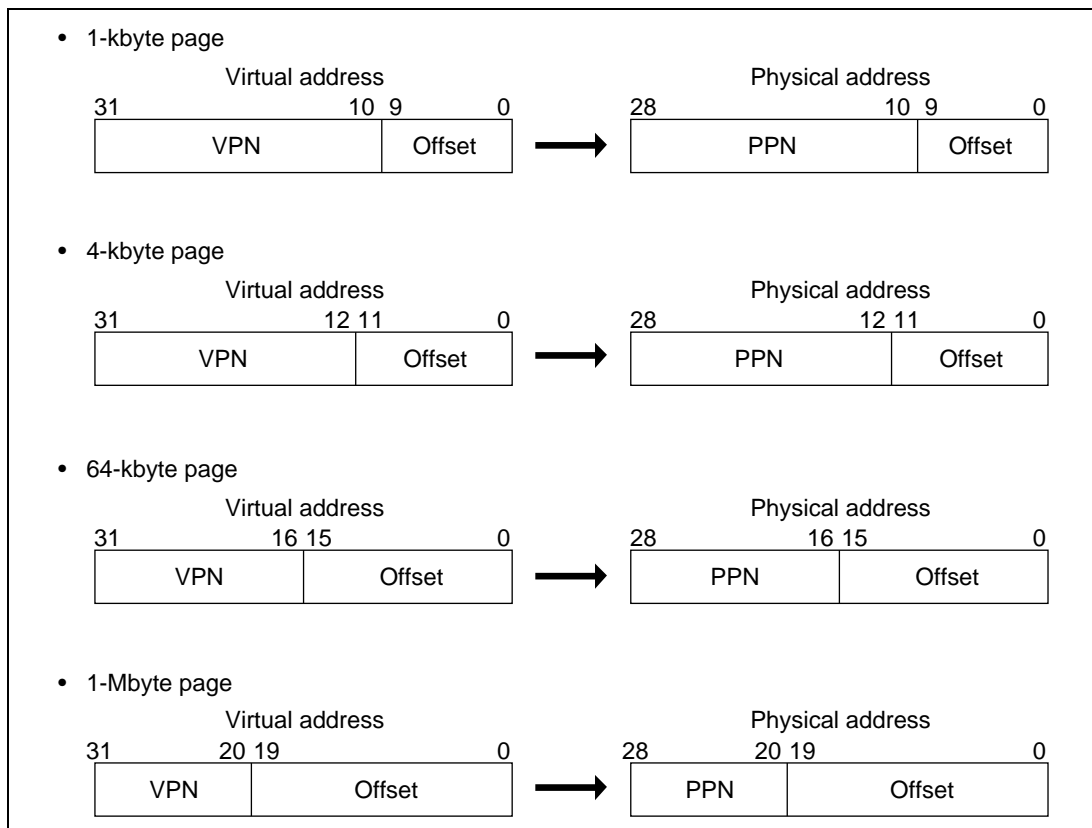 • 1-kbyte page
Virtual address Physical address
31 10 9 0 28 10 9 0
VPN Offset PPN Offset
• 4-kbyte page
Virtual address Physical address
31 12 11 0 28 12 11 0
VPN Offset PPN Offset
• 64-kbyte page
Virtual address Physical address
31 16 15 0 28 16 15 0
VPN Offset PPN Offset
• 1-Mbyte page
Virtual address Physical address
31 20 19 0 28 20 19 0
VPN Offset PPN Offset